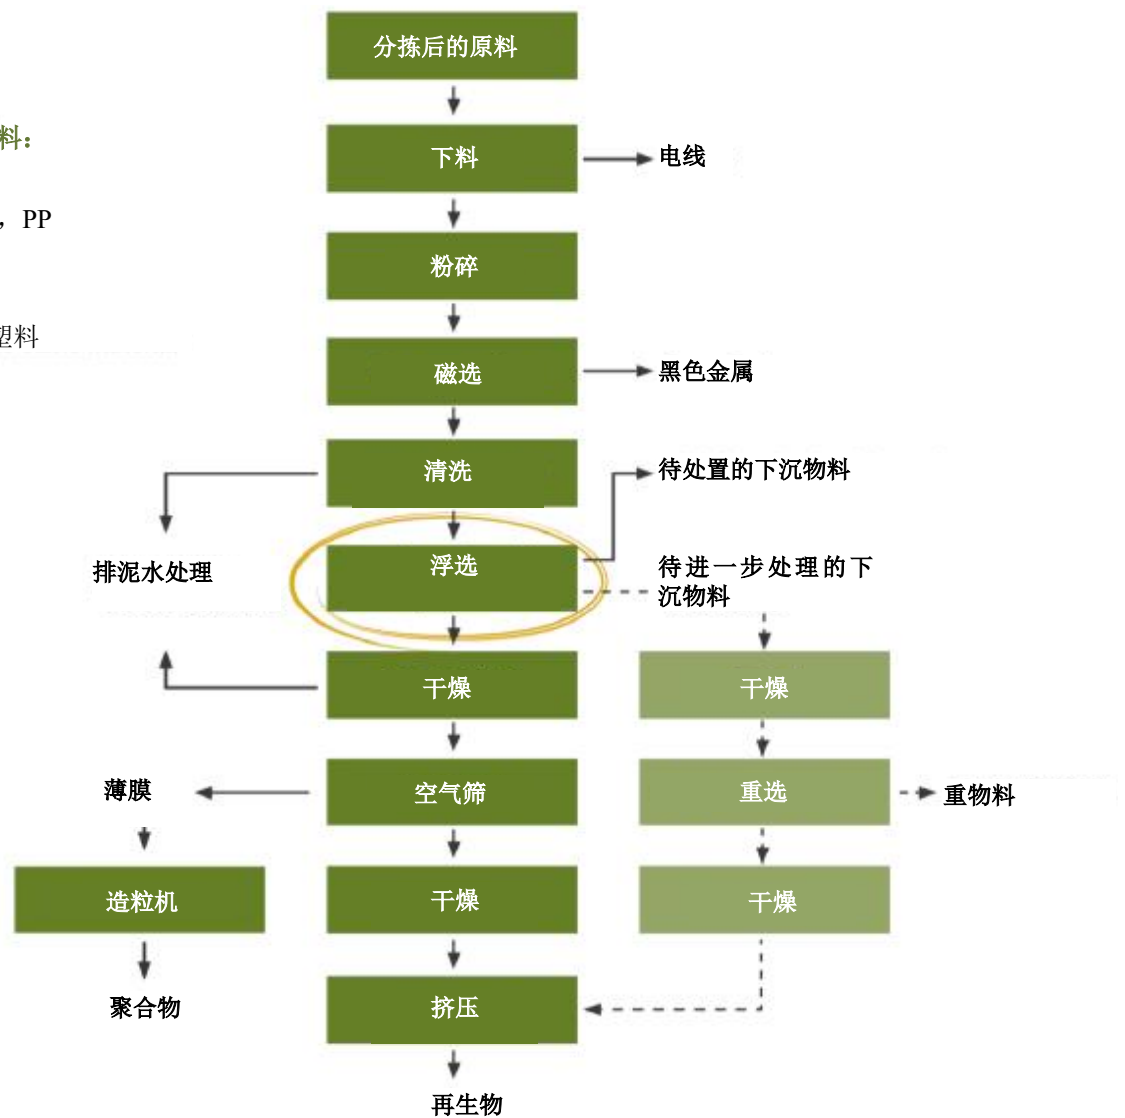 分拣后的原料
料：
下料
电线
，PP
粉碎
塑料
磁选
黑色金属
清洗
待处置的下沉物料
浮选
待进一步处理的下
沉物料
排泥水处理
干燥
干燥
薄膜
空气筛
重选
重物料
造粒机
干燥
干燥
聚合物
挤压
再生物